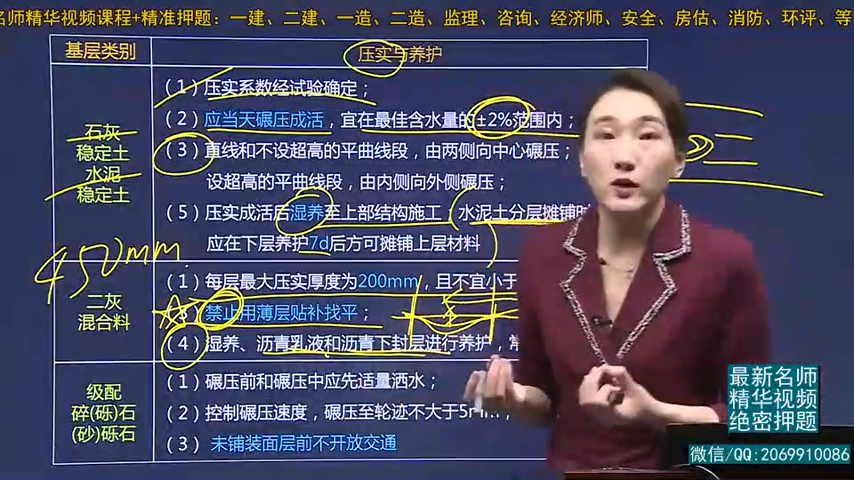 名师精华视频课程+精准押题：一建、二建、一造、二造、监理、咨询、经济师、安全、房估、消防、环评、等
基层类别
压实与养护
石灰
稳定土
水泥
稳定土
（1）压实系数经试验确定；
（2）应当天碾压成活，宜在最佳含水量的±2%范围内；
（3）直线和不设超高的平曲线段，由两侧向中心碾压；
设超高的平曲线段，由内侧向外侧碾压；
（5）压实成活后湿养至上部结构施工（水泥土分层摊铺时
应在下层养护7d后方可摊铺上层材料
450mm
二灰
混合料
（1）每层最大压实厚度为200mm，且不宜小于
禁止用薄层贴补找平；
（4）湿养、沥青乳液和沥青下封层进行养护，常
级配
碎(砾)石
(砂)砾石
（1）碾压前和碾压中应先适量洒水；
（2）控制碾压速度，碾压至轮迹不大于5mm，
（3）未铺装面层前不开放交通
最新名师
精华视频
绝密押题
微信/QQ:2069910086